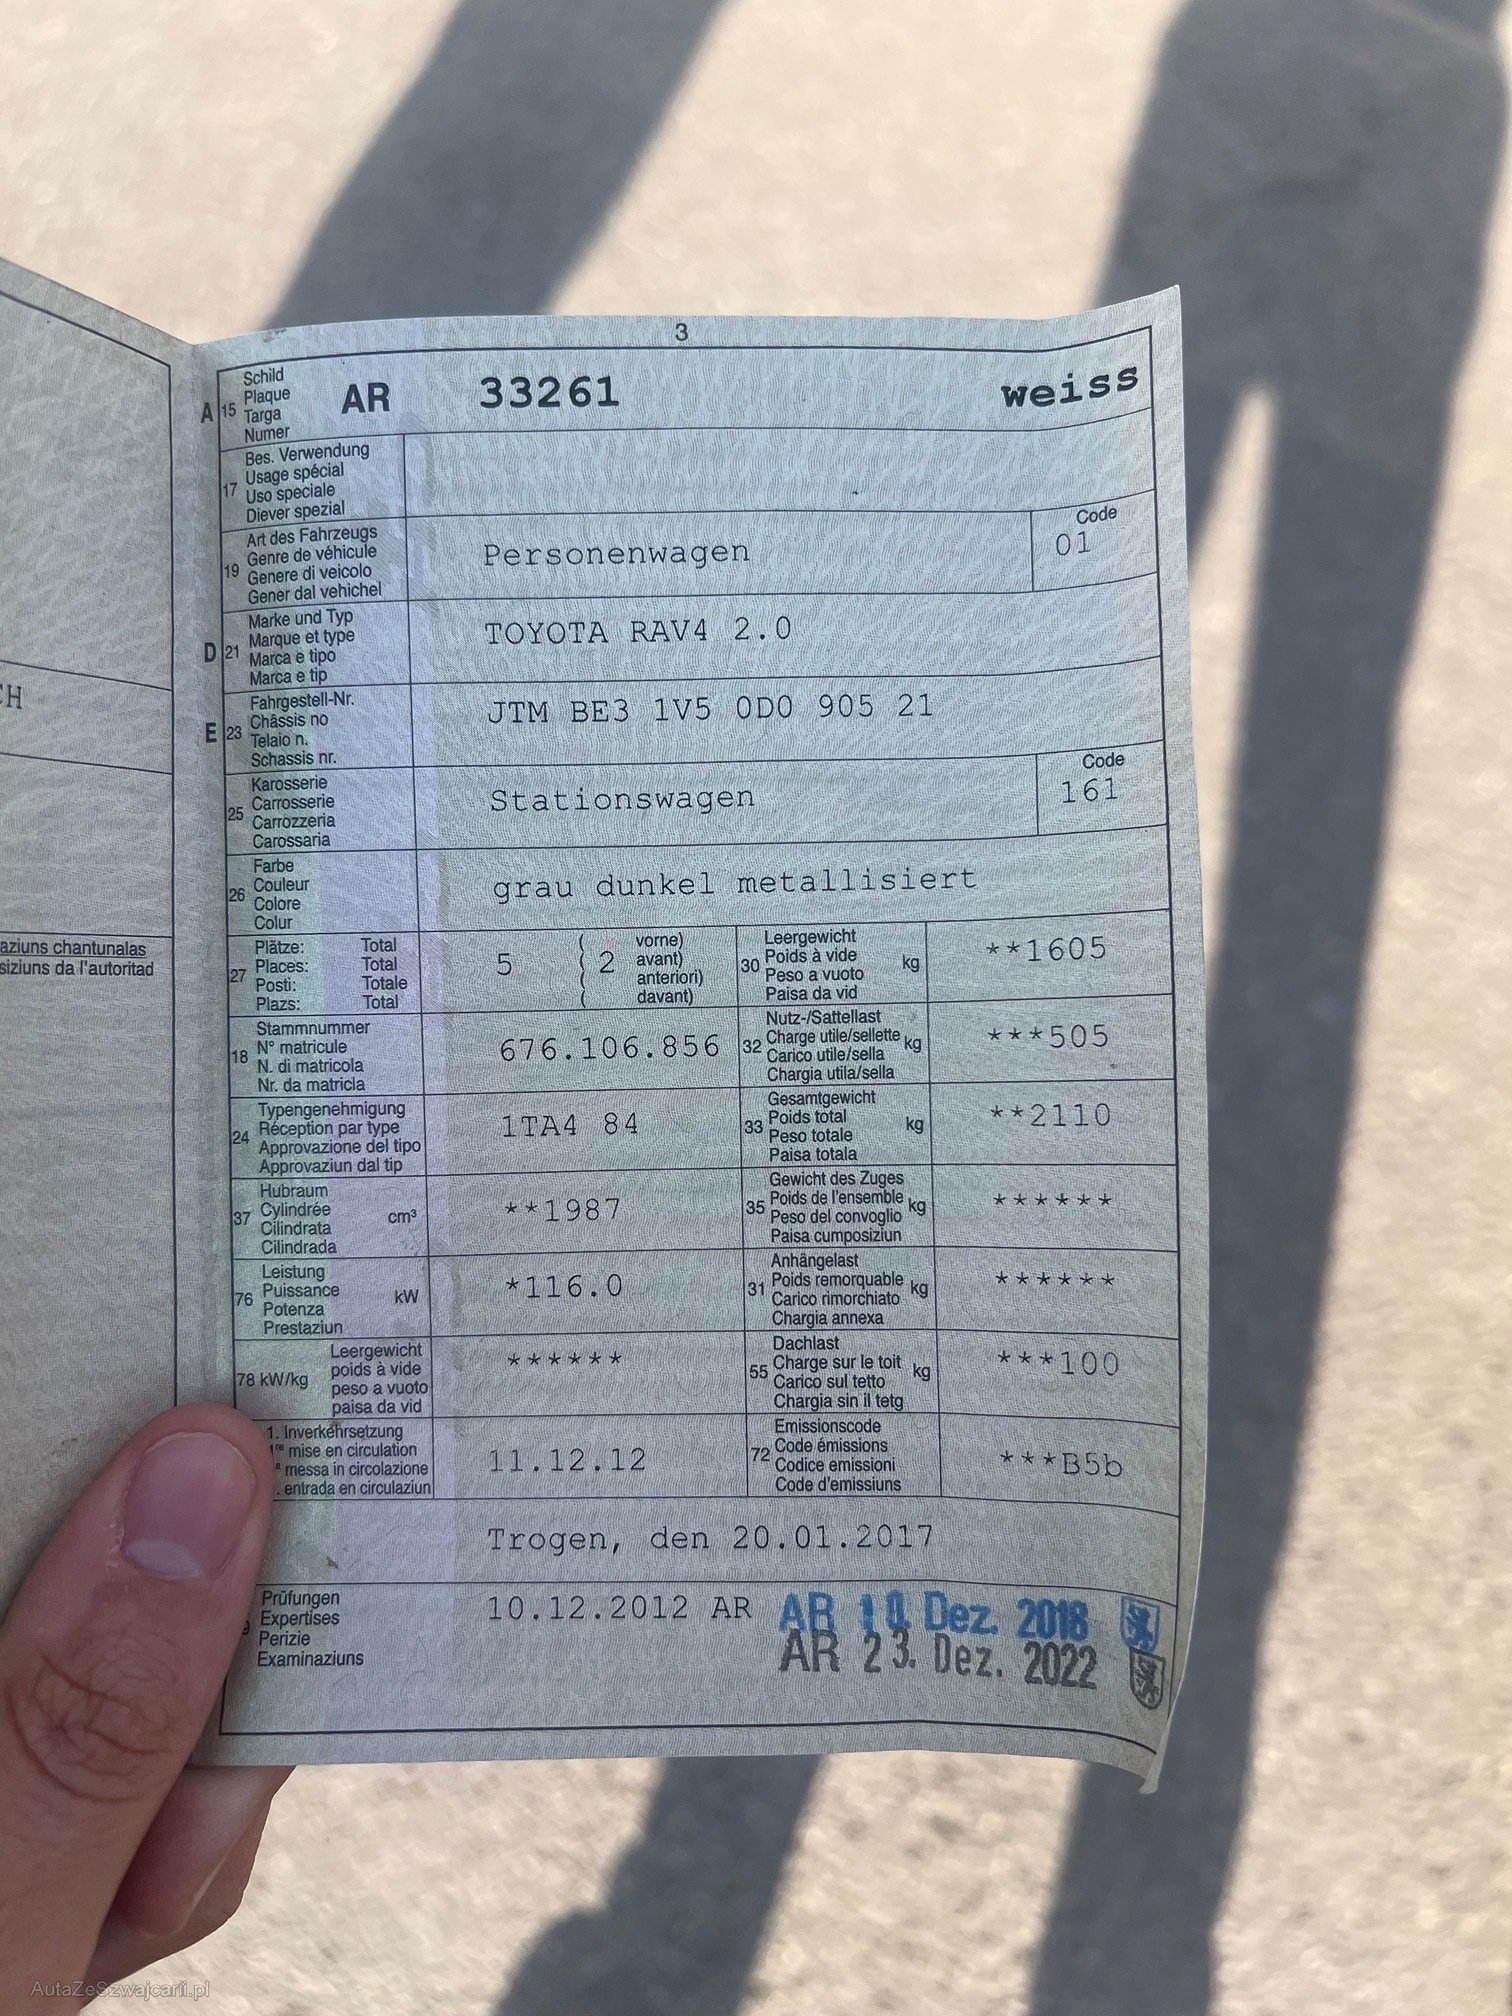 3
A 15 Schild Plaque Targa Numer AR 33261 weiss
17 Bes. Verwendung
Usage spécial
Uso speciale
Diever spezial
19 Art des Fahrzeugs
Genre de véhicule
Genere di veicolo
Gener dal vehichel
Personenwagen
Code
01
D 21 Marke und Typ
Marque et type
Marca e tipo
Marca e tip
TOYOTA RAV4 2.0
E 23 Fahrgestell-Nr.
Châssis no
Telaio n.
Schassis nr.
JTM BE3 1V5 0D0 905 21
25 Karosserie
Carrosserie
Carrozzeria
Carossaria
Stationswagen
Code
161
26 Farbe
Couleur
Colore
Colur
grau dunkel metallisiert
27 Plätze: Total
Places: Total
Posti: Totale
Plazs: Total
5 ( 2 vorne)
avant)
anteriori)
davant)
30 Leergewicht
Poids à vide
Peso a vuoto
Paisa da vid
kg **1605
18 Stammnummer
N° matricule
N. di matricola
Nr. da matricla
676.106.856
32 Nutz-/Sattellast
Charge utile/sellette
Carico utile/sella
Chargia utila/sella
kg ***505
24 Typengenehmigung
Réception par type
Approvazione del tipo
Approvaziun dal tip
1TA4 84
33 Gesamtgewicht
Poids total
Peso totale
Paisa totala
kg **2110
37 Hubraum
Cylindrée
Cilindrata
Cilindrada
cm³ **1987
35 Gewicht des Zuges
Poids de l'ensemble
Peso del convoglio
Paisa cumposiziun
kg ******
76 Leistung
Puissance
Potenza
Prestaziun
kW *116.0
31 Anhängelast
Poids remorquable
Carico rimorchiato
Chargia annexa
kg ******
78 kW/kg Leergewicht
poids à vide
peso a vuoto
paisa da vid
******
55 Dachlast
Charge sur le toit
Carico sul tetto
Chargia sin il tetg
kg ***100
1. Inverkehrsetzung
mise en circulation
messa in circolazione
. entrada en circulaziun
11.12.12
72 Emissionscode
Code émissions
Codice emissioni
Code d'emissiuns
***B5b
Trogen, den 20.01.2017
Prüfungen
Expertises
Perizie
Examinaziuns
10.12.2012 AR
AR 10. Dez. 2018
AR 23. Dez. 2022
CH
aziuns chantunalas
siziuns da l'autoritad
AutaZeSzwajcarii.pl